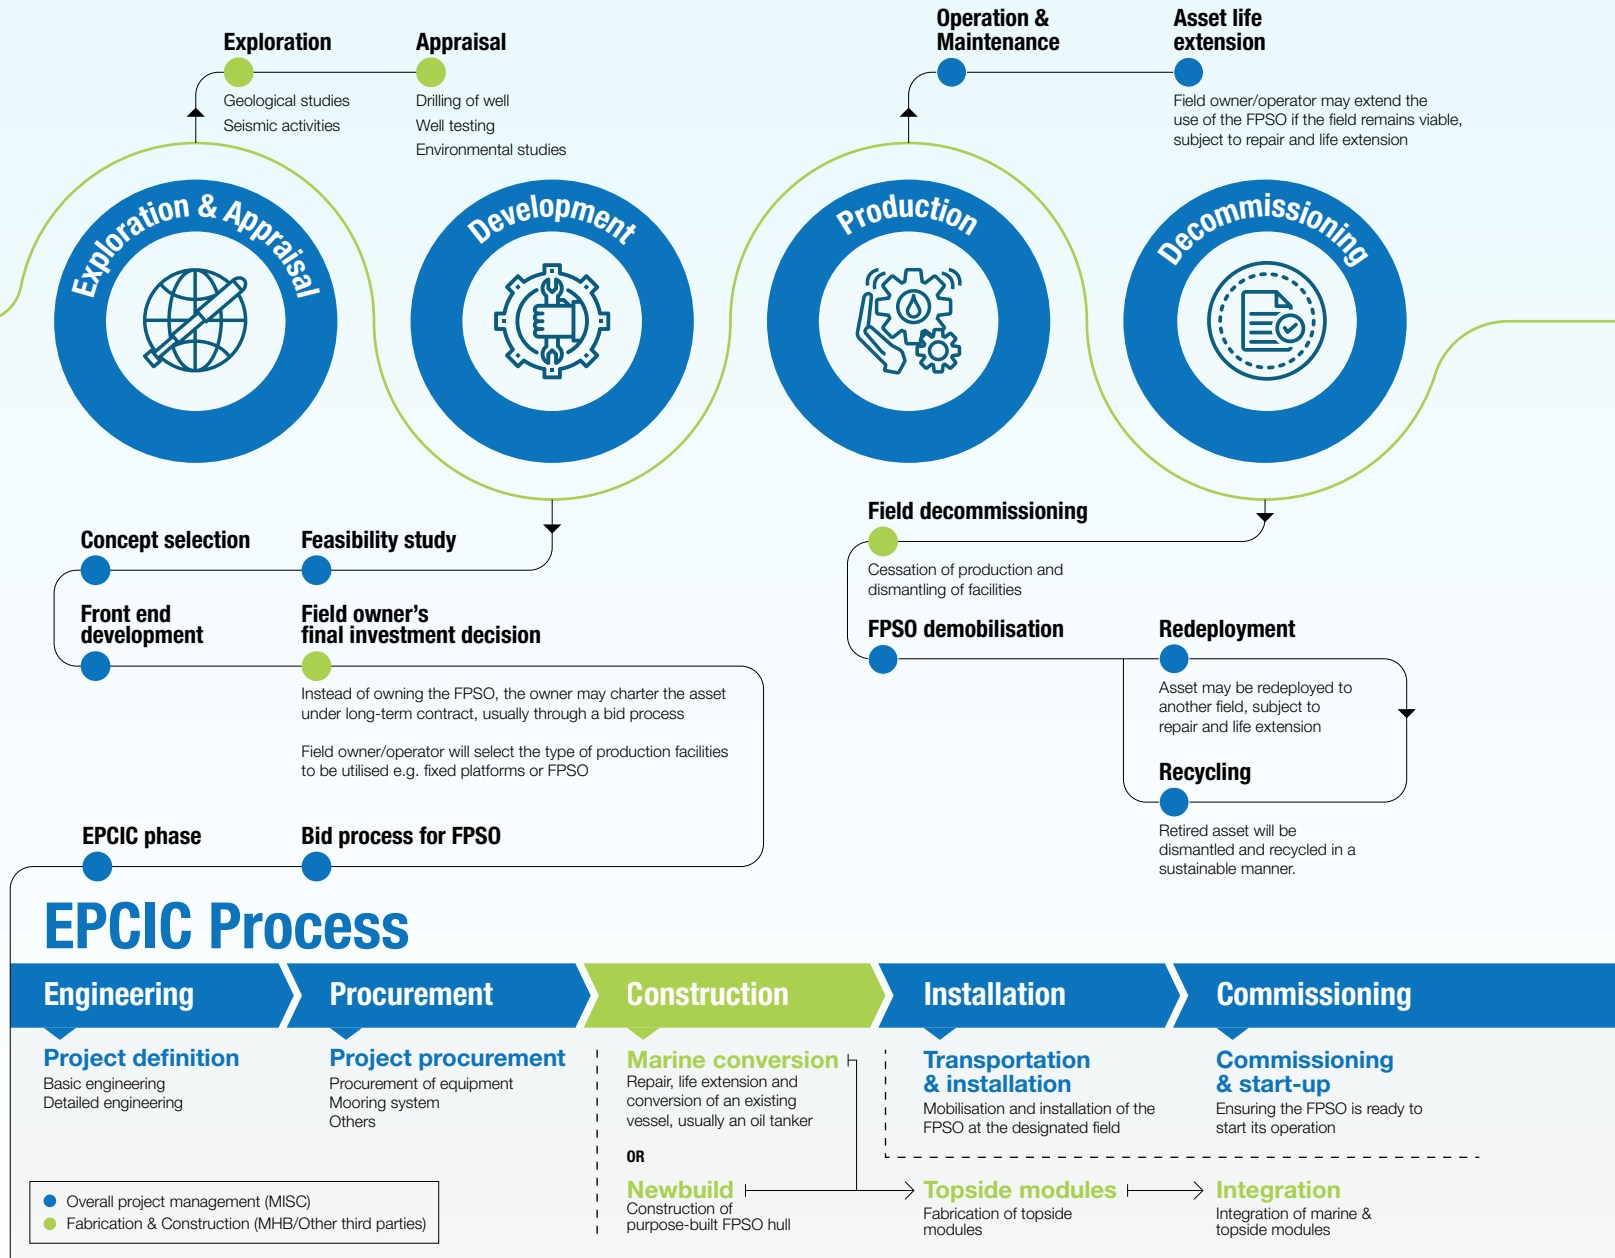 Exploration
Geological studies
Seismic activities
Appraisal
Drilling of well
Well testing
Environmental studies
Operation &
Maintenance
Asset life
extension
Field owner/operator may extend the
use of the FPSO if the field remains viable,
subject to repair and life extension
Exploration & Appraisal
Development
Production
Decommissioning
Concept selection
Feasibility study
Front end
development
Field owner's
final investment decision
Instead of owning the FPSO, the owner may charter the asset
under long-term contract, usually through a bid process
Field owner/operator will select the type of production facilities
to be utilised e.g. fixed platforms or FPSO
EPCIC phase
Bid process for FPSO
Field decommissioning
Cessation of production and
dismantling of facilities
FPSO demobilisation
Redeployment
Asset may be redeployed to
another field, subject to
repair and life extension
Recycling
Retired asset will be
dismantled and recycled in a
sustainable manner.
EPCIC Process
Engineering
Procurement
Construction
Installation
Commissioning
Project definition
Basic engineering
Detailed engineering
Project procurement
Procurement of equipment
Mooring system
Others
Marine conversion
Repair, life extension and
conversion of an existing
vessel, usually an oil tanker
OR
Newbuild
Construction of
purpose-built FPSO hull
Transportation
& installation
Mobilisation and installation of the
FPSO at the designated field
Commissioning
& start-up
Ensuring the FPSO is ready to
start its operation
Topside modules
Fabrication of topside
modules
Integration
Integration of marine &
topside modules
Overall project management (MISC)
Fabrication & Construction (MHB/Other third parties)